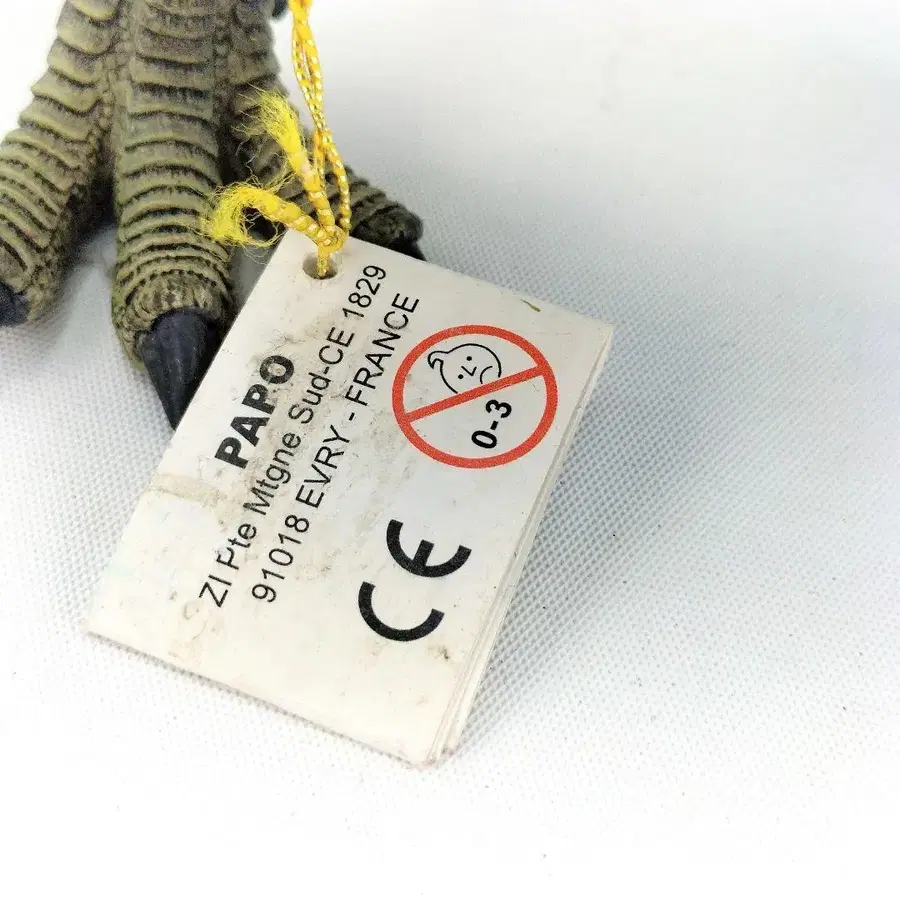 PAPO
ZI Pte Mtgne Sud-CE 1829
91018 EVRY - FRANCE
0-3
CE